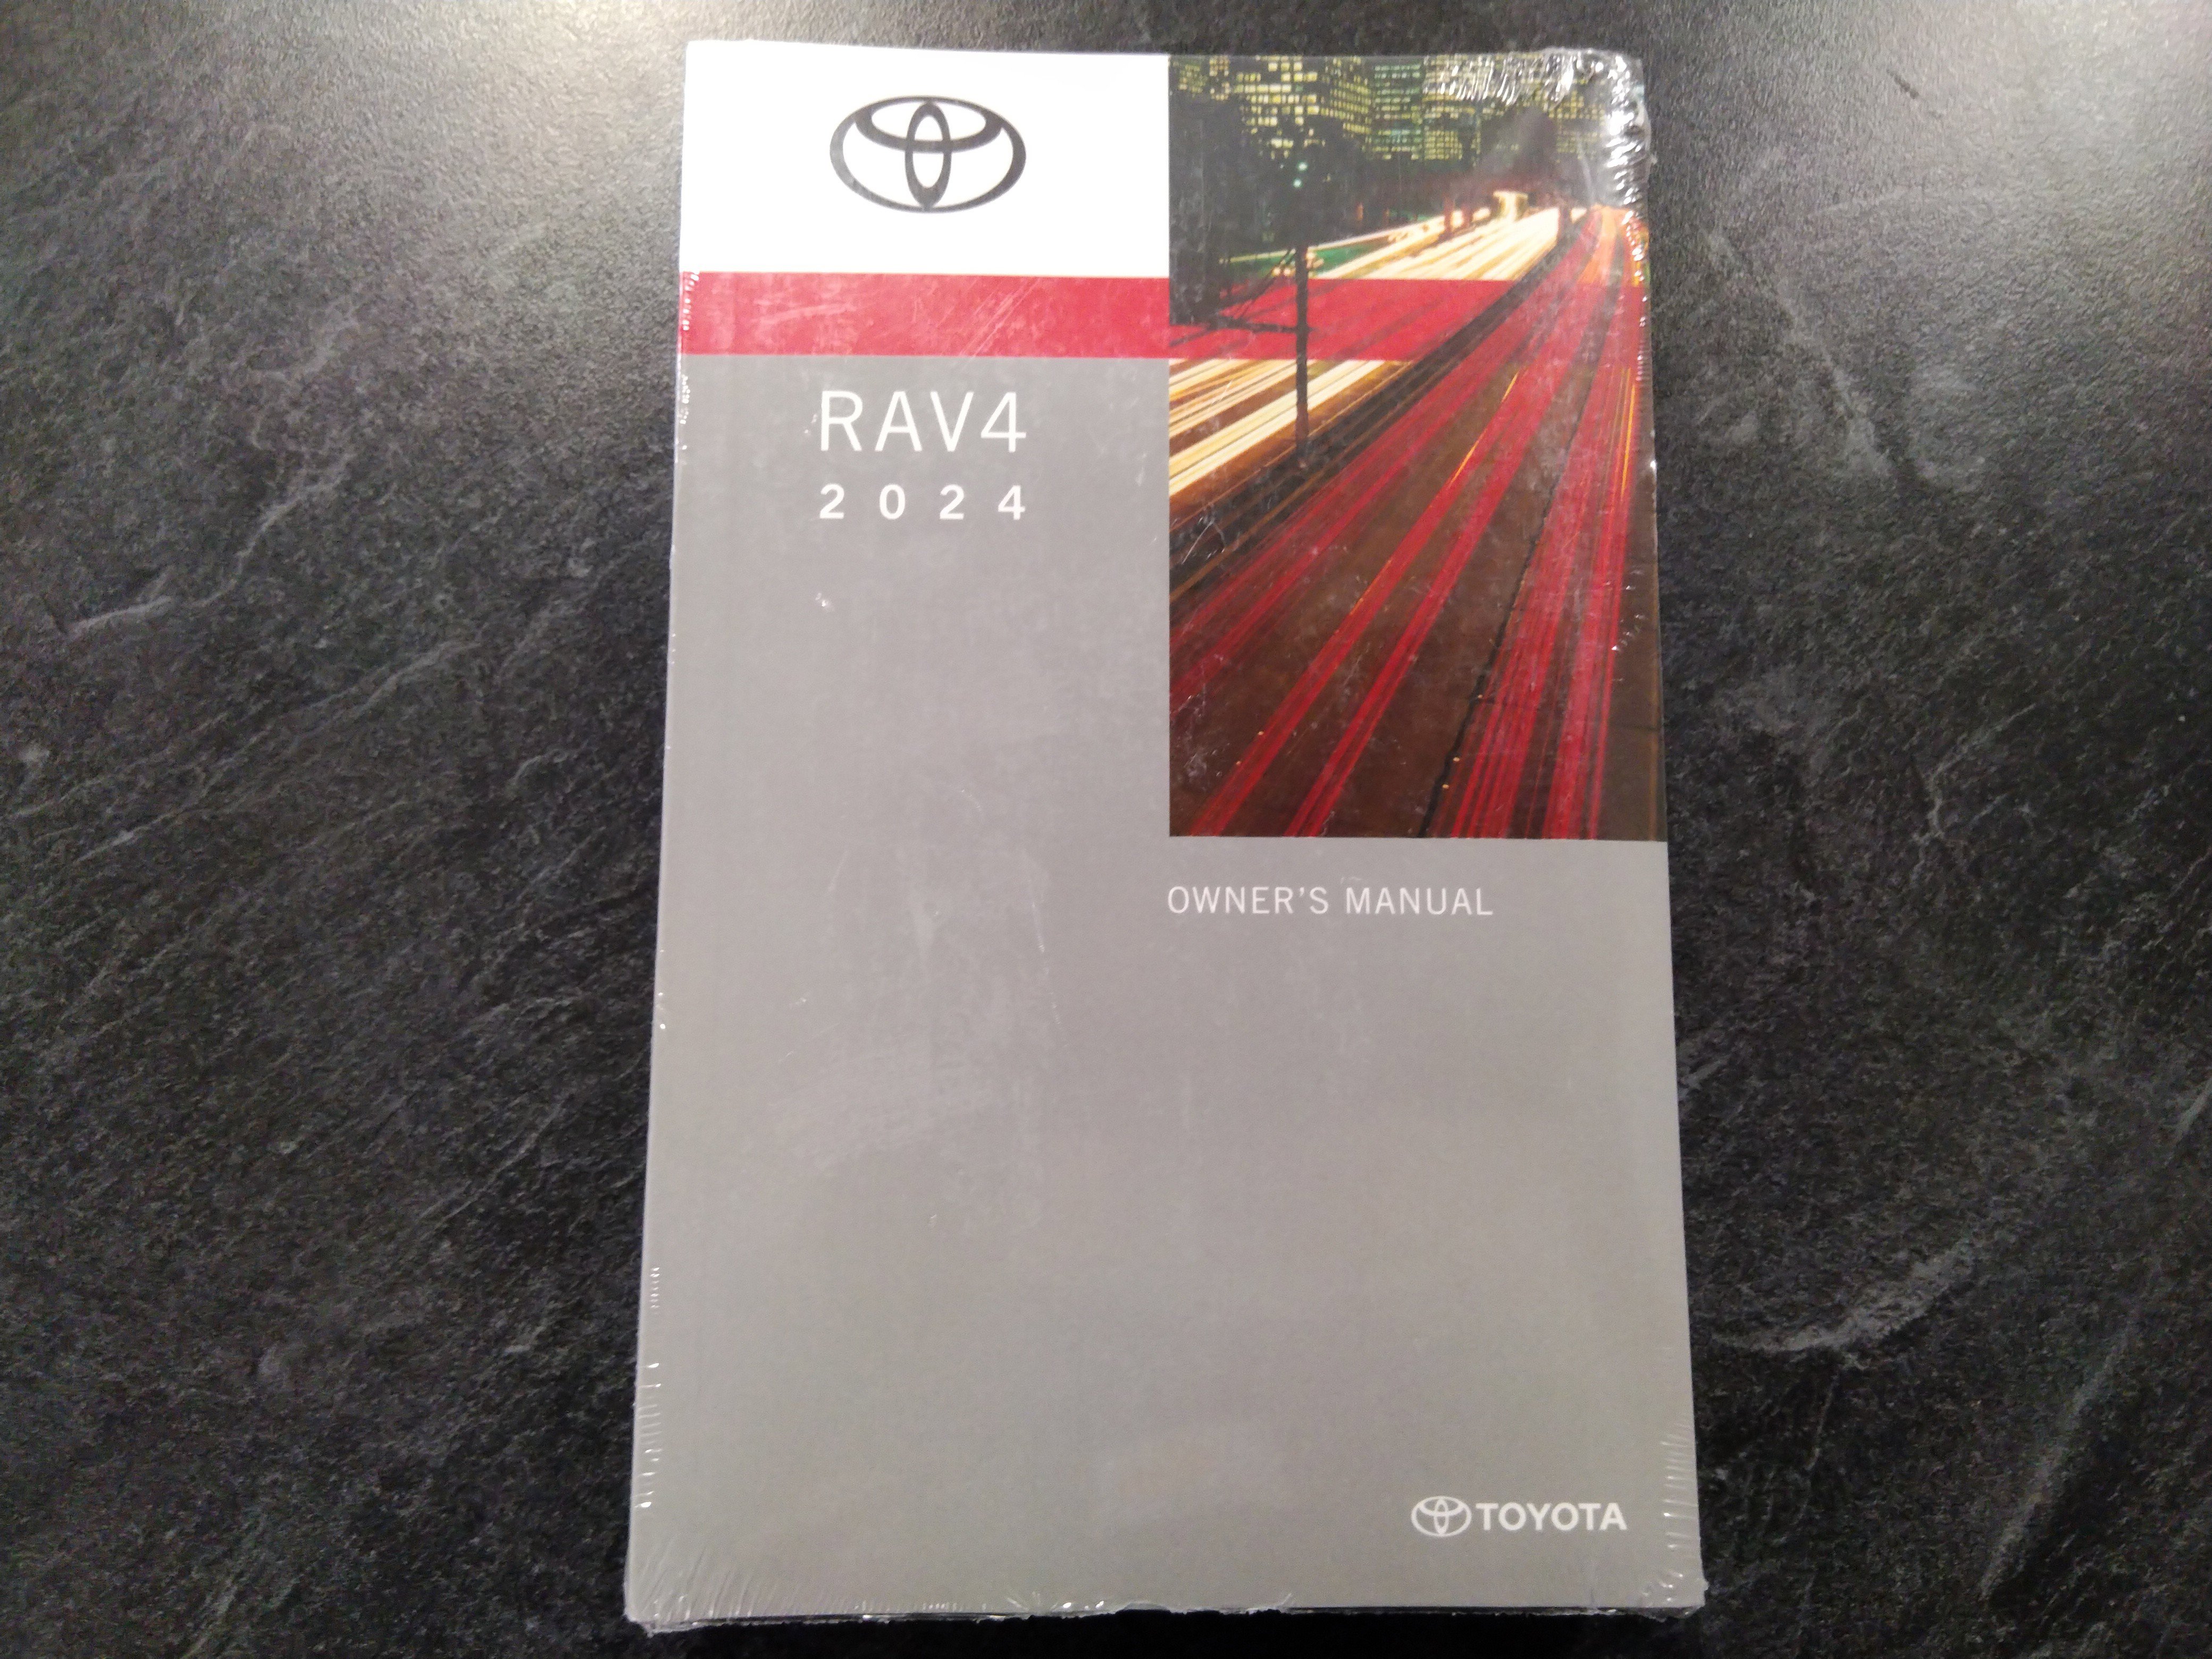 RAV4
2024
OWNER'S MANUAL
TOYOTA